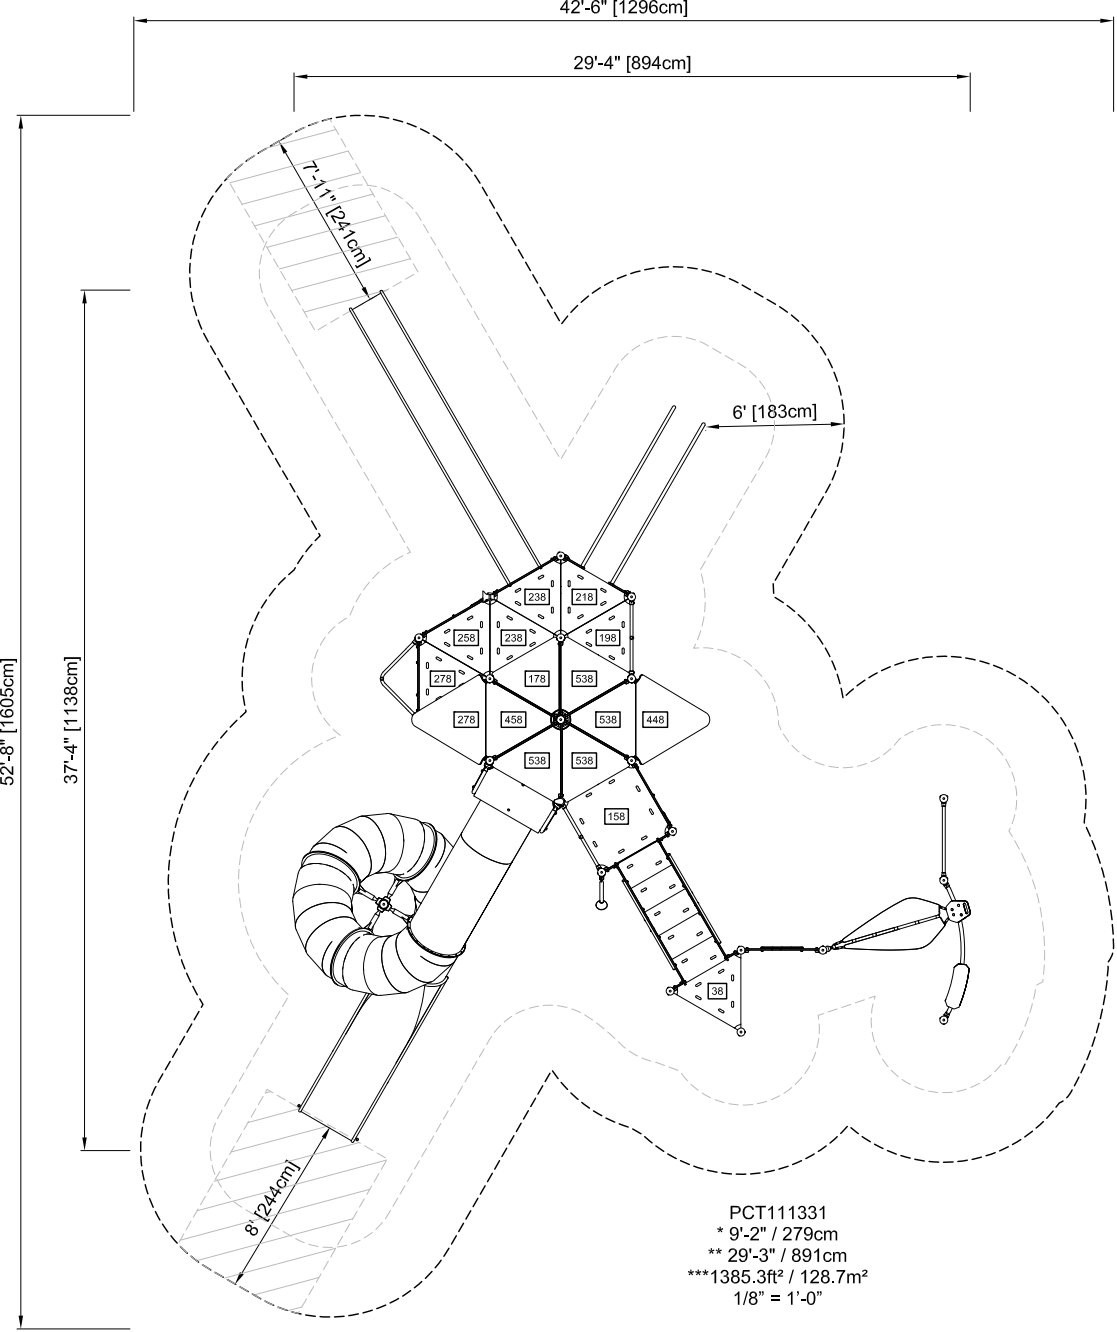 42'-6" [1296cm]
29'-4" [894cm]
7'-11" [241cm]
6' [183cm]
52'-8" [1605cm]
37'-4" [1138cm]
238
218
258
238
198
278
178
538
278
458
538
448
538
538
158
38
8' [244cm]
PCT111331
* 9'-2" / 279cm
** 29'-3" / 891cm
***1385.3ft² / 128.7m²
1/8” = 1’-0”